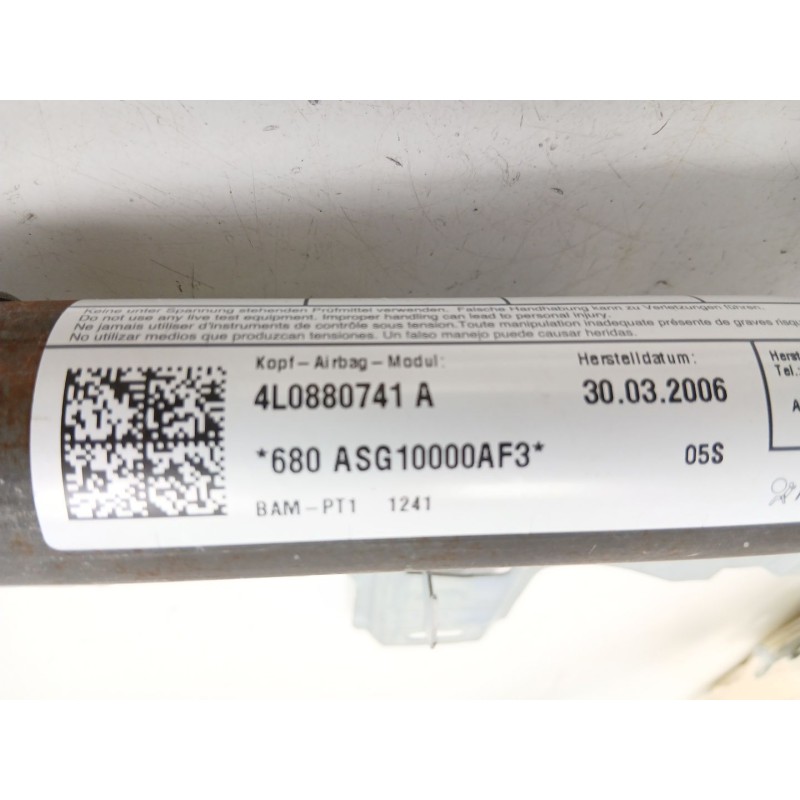 Keine unter Spannung stehenden Prüfmittel verwenden. Falsche Handhabung kann zu Verletzungen führen.
Do not use any live test equipment. Improper handling can lead to personal injury.
Ne jamais utiliser d'instruments de contrôle sous tension.Toute manipulation inadequate présente de graves
No utilizar medios que produzcan tensiones. Un falso manejo puede causar heridas.
Kopf-Airbag-Modul: Herstelldatum:
4L0880741 A 30.03.2006
Tel.:
A
*680 ASG10000AF3* 05S
BAM-PT1 1241